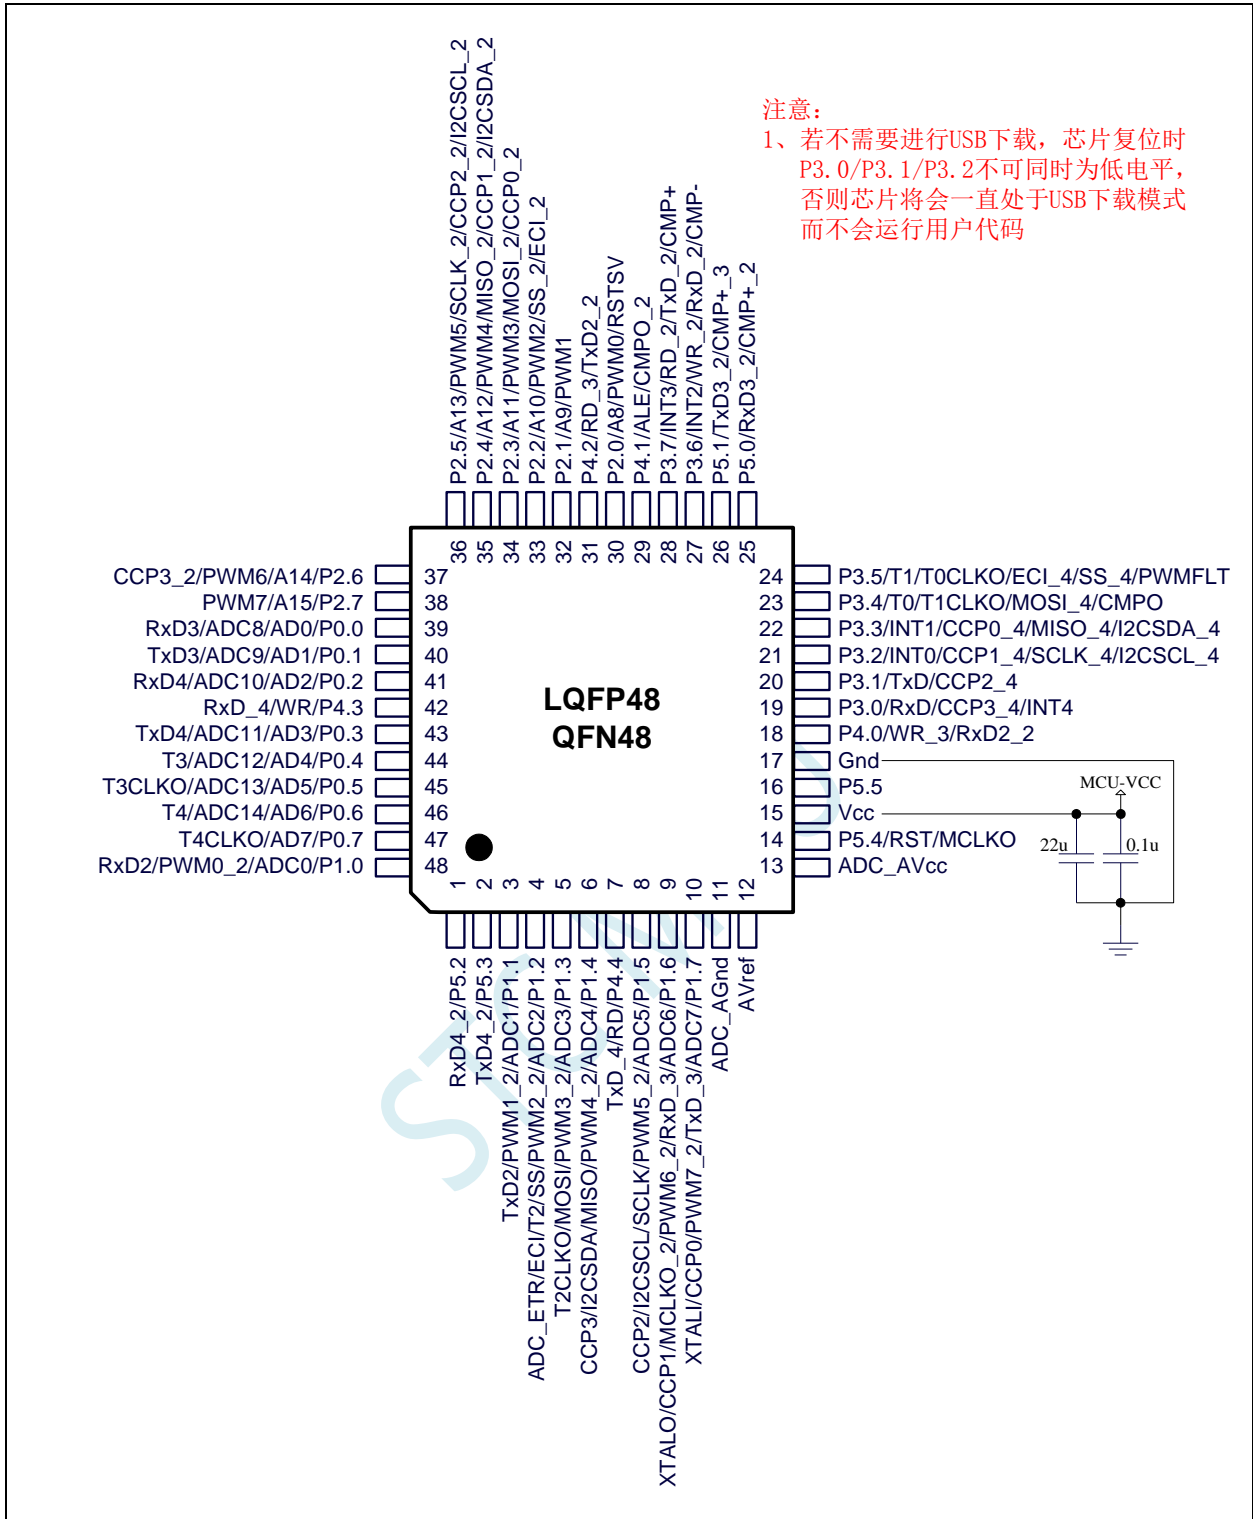 P2.5/A13/PWM5/SCLK_2/CCP2_2/I2CSCL_2
P2.4/A12/PWM4/MISO_2/CCP1_2/I2CSDA_2
P2.3/A11/PWM3/MOSI_2/CCP0_2
P2.2/A10/PWM2/SS_2/ECI_2
P2.1/A9/PWM1
P4.2/RD_3/TxD2_2
P2.0/A8/PWM0/RSTSV
P4.1/ALE/CMPO_2
P3.7/INT3/RD_2/TxD_2/CMP+
P3.6/INT2/WR_2/RxD_2/CMP-
P5.1/TxD3_2/CMP+_3
P5.0/RxD3_2/CMP+_2
注意：
1、若不需要进行USB下载，芯片复位时
P3.0/P3.1/P3.2不可同时为低电平，
否则芯片将会一直处于USB下载模式
而不会运行用户代码
36 35 34 33 32 31 30 29 28 27 26 25
CCP3_2/PWM6/A14/P2.6 37
PWM7/A15/P2.7 38
RxD3/ADC8/AD0/P0.0 39
TxD3/ADC9/AD1/P0.1 40
RxD4/ADC10/AD2/P0.2 41
RxD_4/WR/P4.3 42
TxD4/ADC11/AD3/P0.3 43
T3/ADC12/AD4/P0.4 44
T3CLKO/ADC13/AD5/P0.5 45
T4/ADC14/AD6/P0.6 46
T4CLKO/AD7/P0.7 47
RxD2/PWM0_2/ADC0/P1.0 48
LQFP48
QFN48
24 P3.5/T1/T0CLKO/ECI_4/SS_4/PWMFLT
23 P3.4/T0/T1CLKO/MOSI_4/CMPO
22 P3.3/INT1/CCP0_4/MISO_4/I2CSDA_4
21 P3.2/INT0/CCP1_4/SCLK_4/I2CSCL_4
20 P3.1/TxD/CCP2_4
19 P3.0/RxD/CCP3_4/INT4
18 P4.0/WR_3/RxD2_2
17 Gnd
16 P5.5
15 Vcc
14 P5.4/RST/MCLKO
13 ADC_AVcc
MCU-VCC
22u 0.1u
1 2 3 4 5 6 7 8 9 10 11 12
RxD4_2/P5.2
TxD4_2/P5.3
TxD2/PWM1_2/ADC1/P1.1
ADC_ETR/ECI/T2/SS/PWM2_2/ADC2/P1.2
T2CLKO/MOSI/PWM3_2/ADC3/P1.3
CCP3/I2CSDA/MISO/PWM4_2/ADC4/P1.4
TxD_4/RD/P4.4
CCP2/I2CSCL/SCLK/PWM5_2/ADC5/P1.5
XTALO/CCP1/MCLKO_2/PWM6_2/RxD_3/ADC6/P1.6
XTALI/CCP0/PWM7_2/TxD_3/ADC7/P1.7
ADC_AGnd
AVref